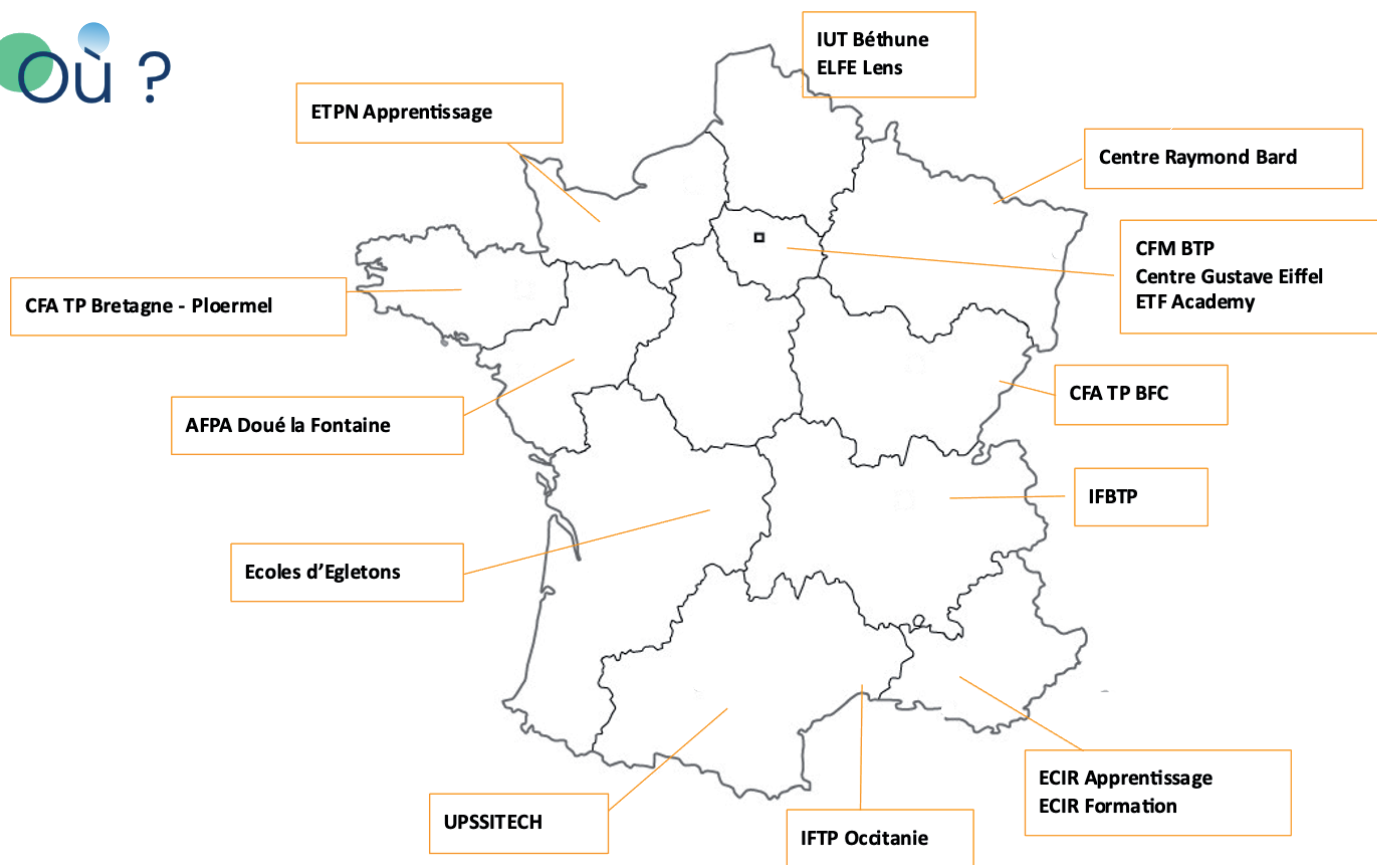 Où ?
IUT Béthune
ELFE Lens
ETPN Apprentissage
Centre Raymond Bard
CFM BTP
Centre Gustave Eiffel
ETF Academy
CFA TP Bretagne - Ploermel
CFA TP BFC
AFPA Doué la Fontaine
IFBTP
Ecoles d’Egletons
ECIR Apprentissage
ECIR Formation
UPSSITECH
IFTP Occitanie